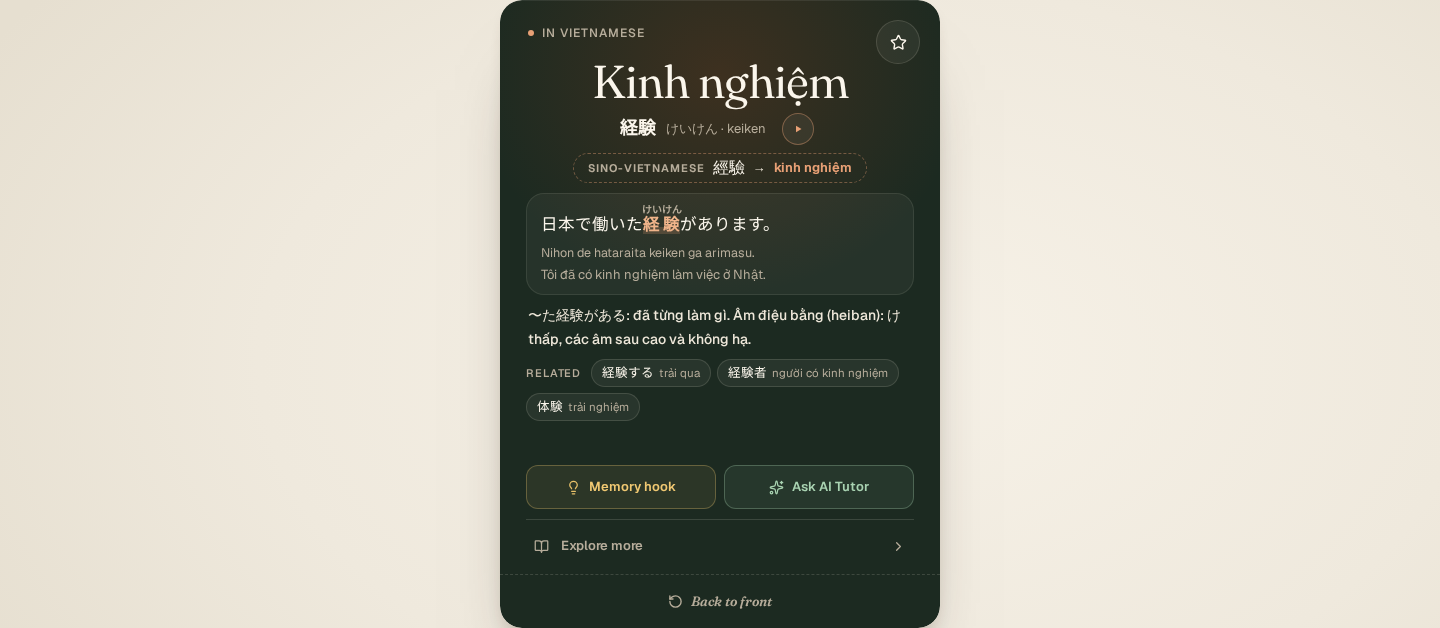 IN VIETNAMESE
Kinh nghiệm
経験 けいけん · keiken
SINO-VIETNAMESE 經驗 → kinh nghiệm
けいけん
日本で働いた経験があります。
Nihon de hataraita keiken ga arimasu.
Tôi đã có kinh nghiệm làm việc ở Nhật.
〜た経験がある: đã từng làm gì. Âm điệu bằng (heiban): け
thấp, các âm sau cao và không hạ.
RELATED 経験する trải qua 経験者 người có kinh nghiệm
体験 trải nghiệm
Memory hook Ask AI Tutor
Explore more
Back to front